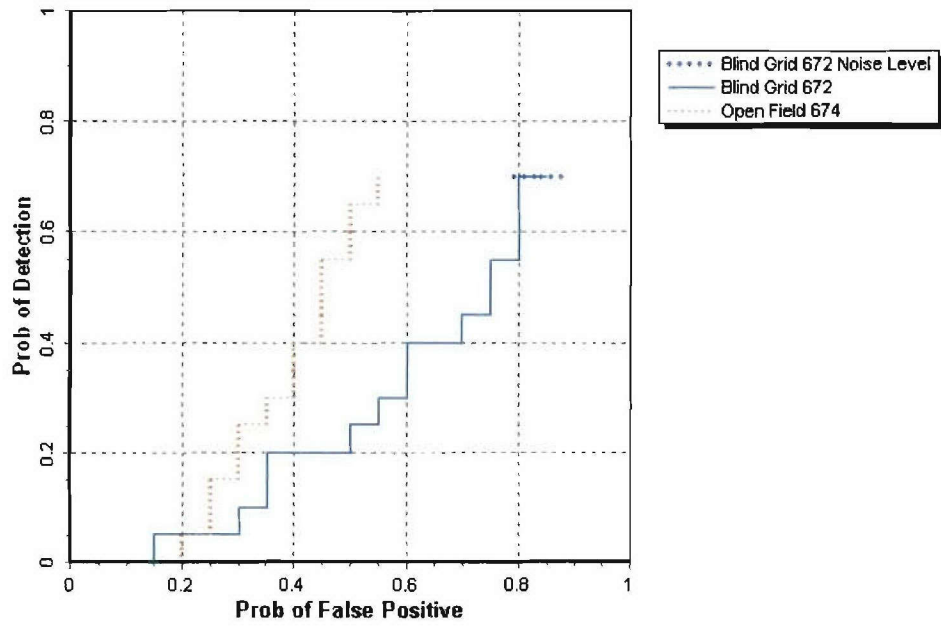 1
0.8
0.6
0.4
0.2
0
Prob of Detection
0
0.2
0.4
0.6
0.8
1
Prob of False Positive
Blind Grid 672 Noise Level
Blind Grid 672
Open Field 674